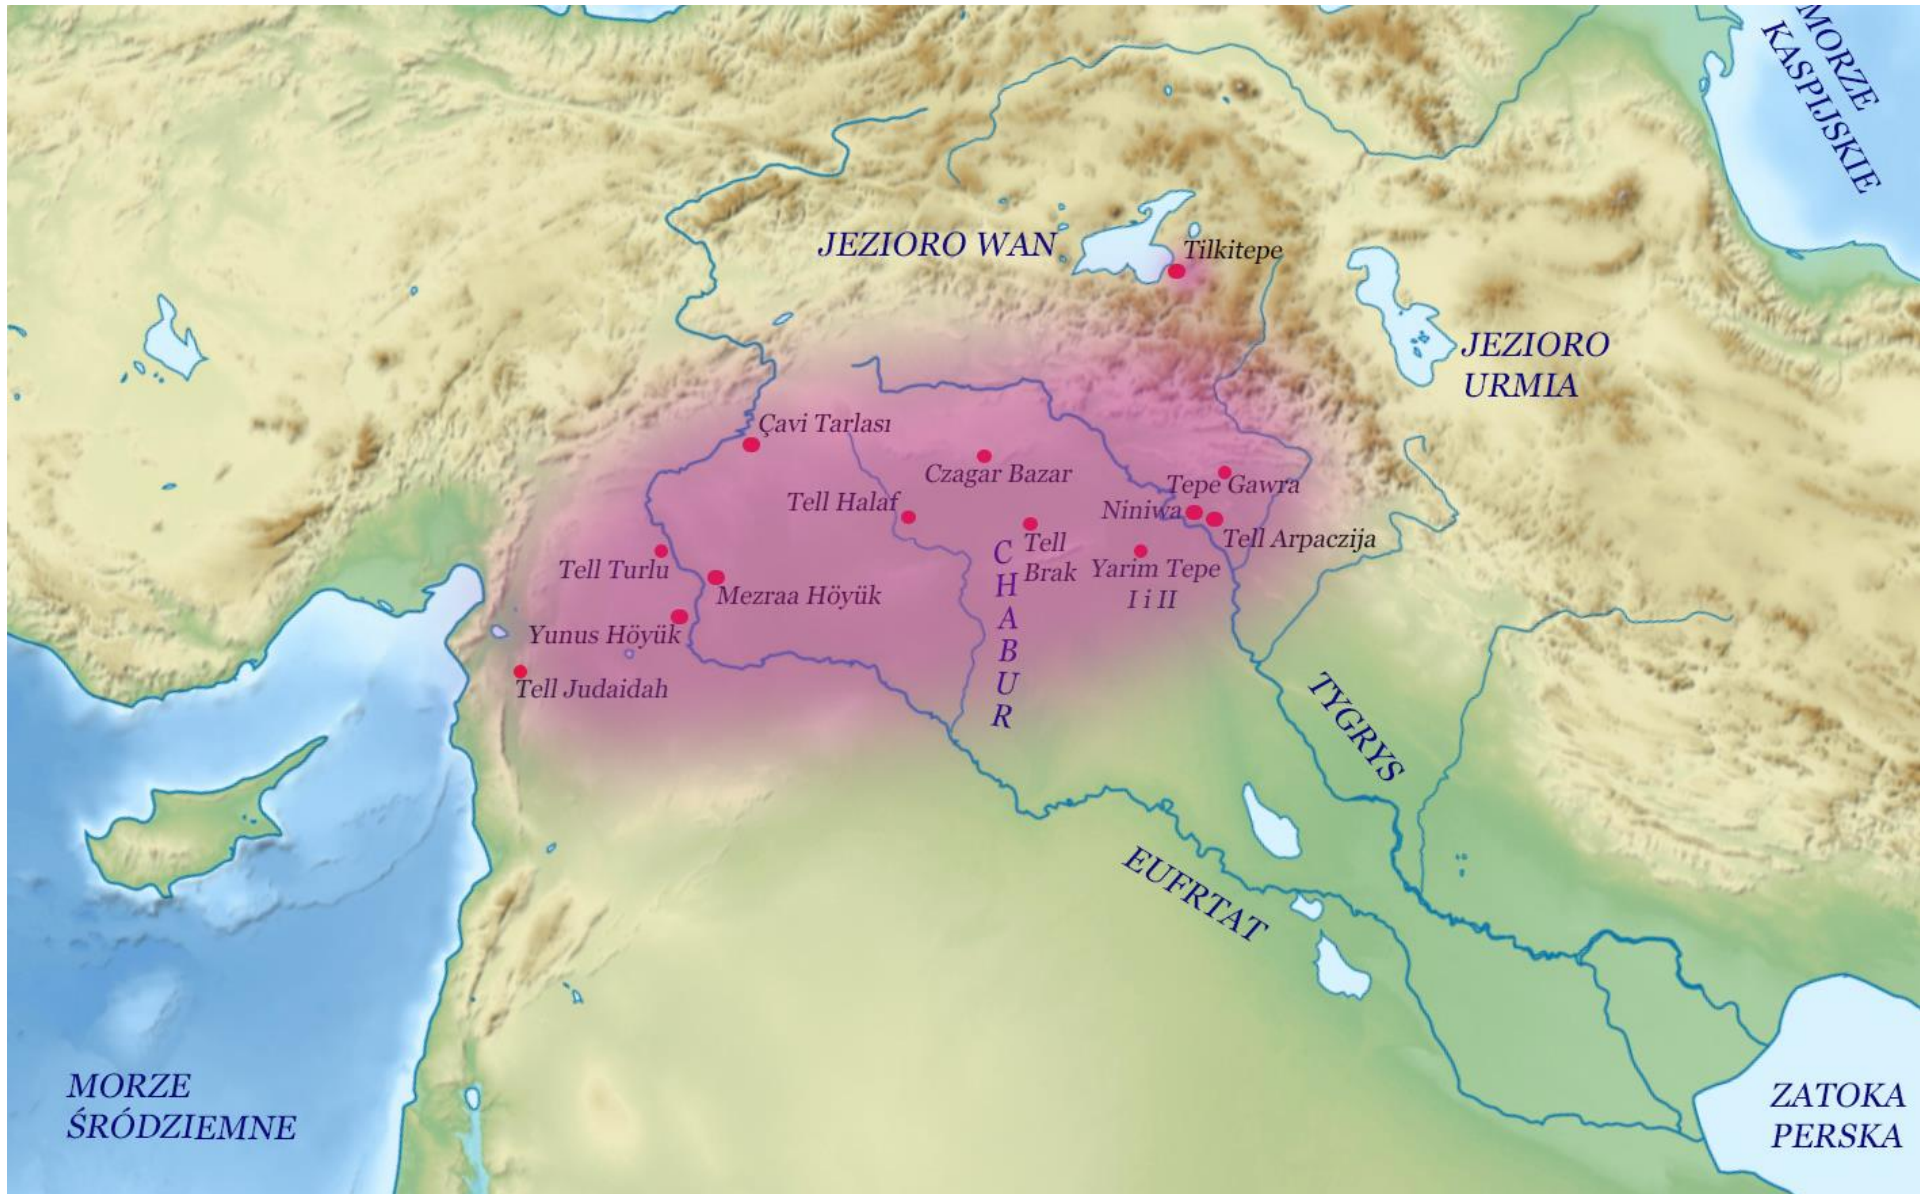 MORZE
KASPIJSKIE
JEZIORO WAN
Tilkitepe
JEZIORO
URMIA
Çavi Tarlası
Czagar Bazar
Tepe Gawra
Tell Halaf
Niniwa
Tell Arpaczija
Tell
Brak
Yarim Tepe
I i II
CHABUR
Tell Turlu
Mezraa Höyük
Yunus Höyük
Tell Judaidah
TYGRYS
EUFRTAT
MORZE
ŚRÓDZIEMNE
ZATOKA
PERSKA